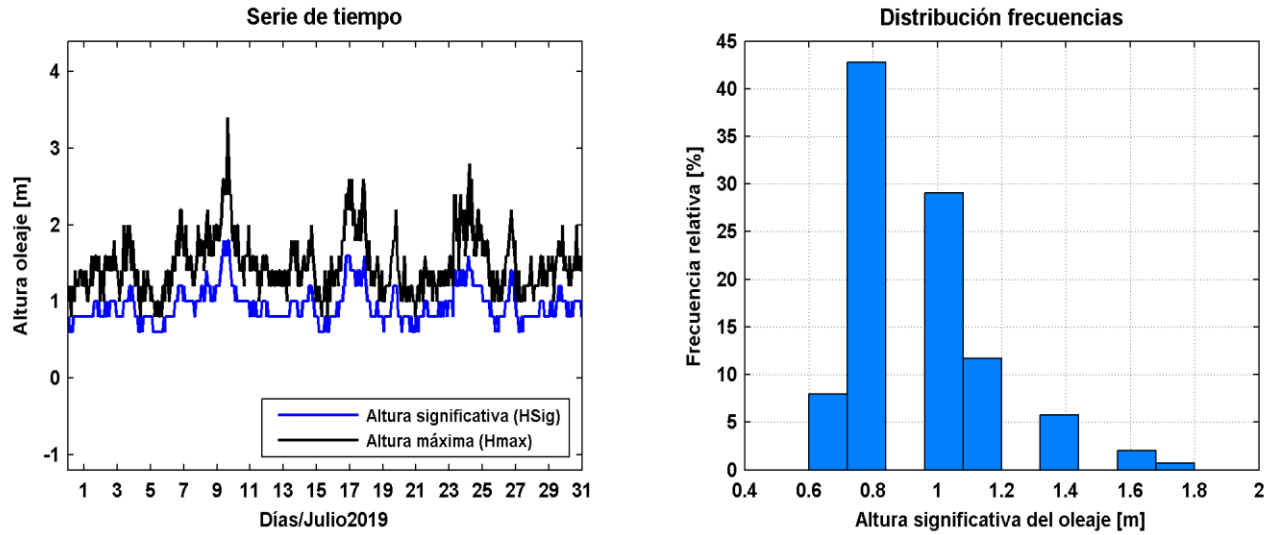 Serie de tiempo
4
3
2
1
0
-1
Altura oleaje [m]
Altura significativa (HSig)
Altura máxima (Hmax)
1 3 5 7 9 11 13 15 17 19 21 23 25 27 29 31
Días/Julio2019
Distribución frecuencias
45
40
35
30
25
20
15
10
5
0
Frecuencia relativa [%]
0.4 0.6 0.8 1 1.2 1.4 1.6 1.8 2
Altura significativa del oleaje [m]